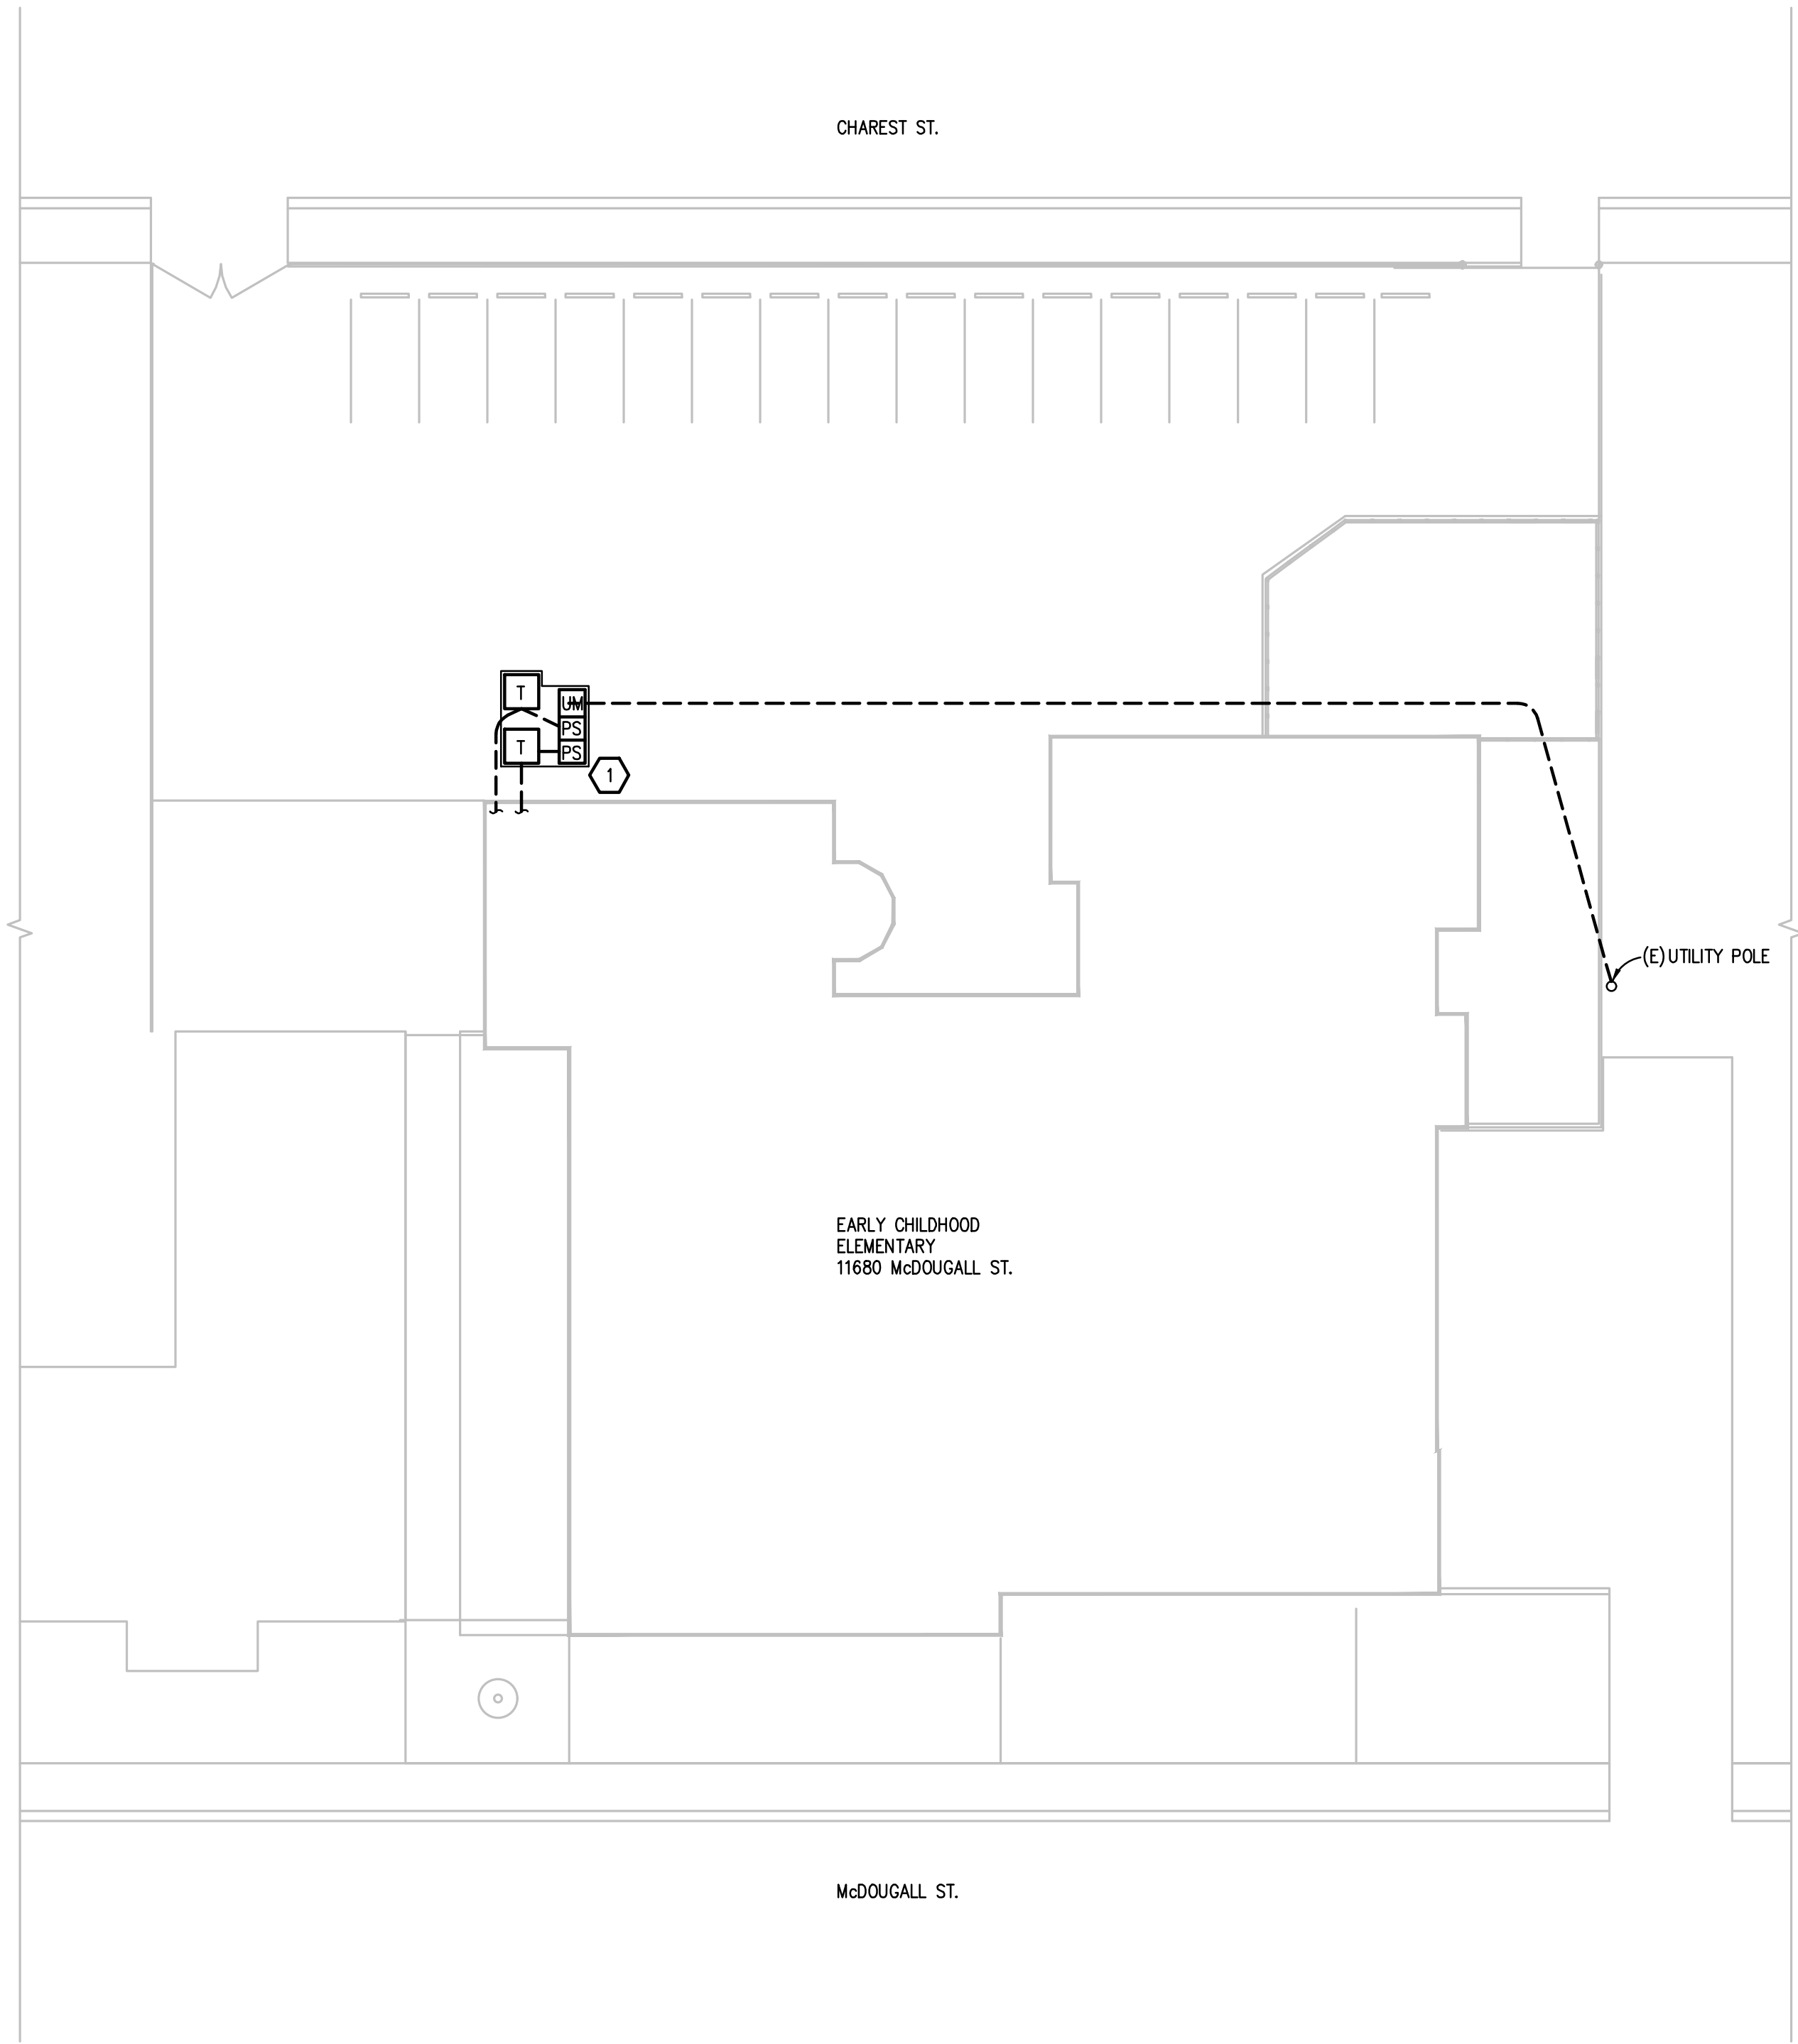 CHAREST ST.
T
UM
PS
T
PS
1
(E) UTILITY POLE
EARLY CHILDHOOD
ELEMENTARY
11680 McDOUGALL ST.
McDOUGALL ST.